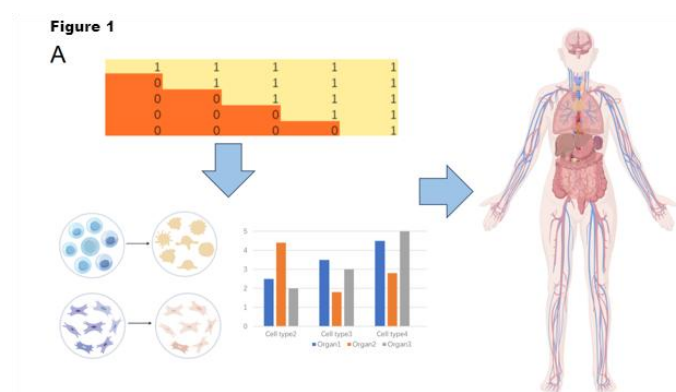 Figure 1
A
1 1 1 1 1
0 1 1 1 1
0 0 1 1 1
0 0 0 1 1
0 0 0 0 1
5
4
3
2
1
0
Cell type2 Cell type3 Cell type4
Organ1 Organ2 Organ3